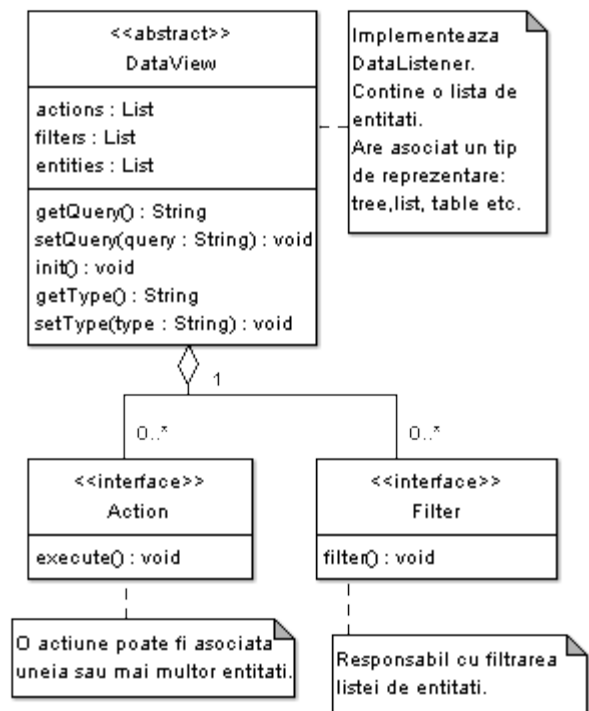 <<abstract>>
DataView
actions : List
filters : List
entities : List
getQuery() : String
setQuery(query : String) : void
init() : void
getType() : String
setType(type : String) : void
Implementeaza
DataListener.
Contine o lista de
entitati.
Are asociat un tip
de reprezentare:
tree,list, table etc.
1
0..*
0..*
<<interface>>
Action
execute() : void
<<interface>>
Filter
filter() : void
O actiune poate fi asociata
uneia sau mai multor entitati.
Responsabil cu filtrarea
listei de entitati.